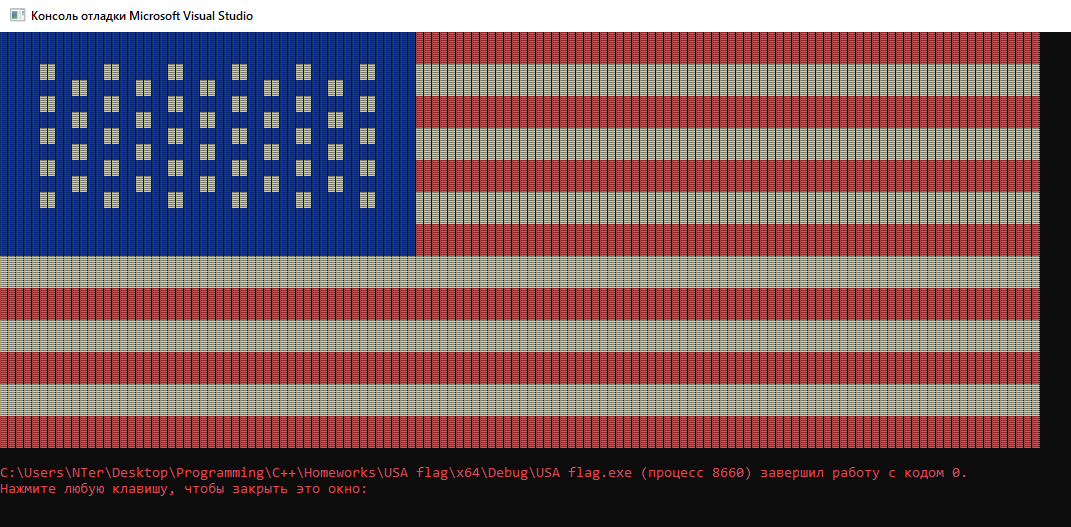 Консоль отладки Microsoft Visual Studio
C:\Users\NTer\Desktop\Programming\C++\Homeworks\USA flag\x64\Debug\USA flag.exe (процесс 8660) завершил работу с кодом 0.
Нажмите любую клавишу, чтобы закрыть это окно: